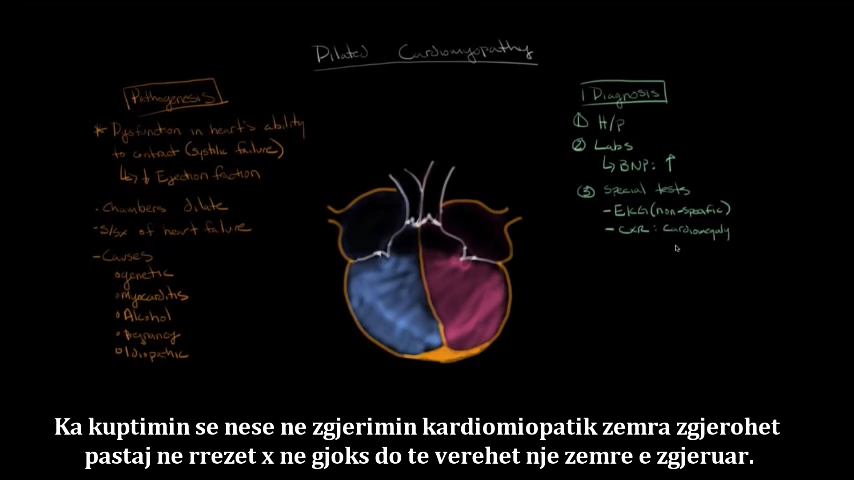 Dilated Cardiomyopathy
Pathogenesis
* Dysfunction in heart's ability
to contract (systolic failure)
↳ ↓ Ejection fraction
- Chambers dilate
- S/Sx of heart failure
- Causes
o genetic
o myocarditis
o Alcohol
o Pregnancy
o Idiopathic
Diagnosis
① H/P
② Labs
↳ BNP: ↑
③ Special tests
- EKG (non-specific)
- CXR: Cardiomegaly
Ka kuptimin se nese ne zgjerimin kardiomiopatik zemra zgjerohet
pastaj ne rrezet x ne gjoks do te verehet nje zemre e zgjeruar.